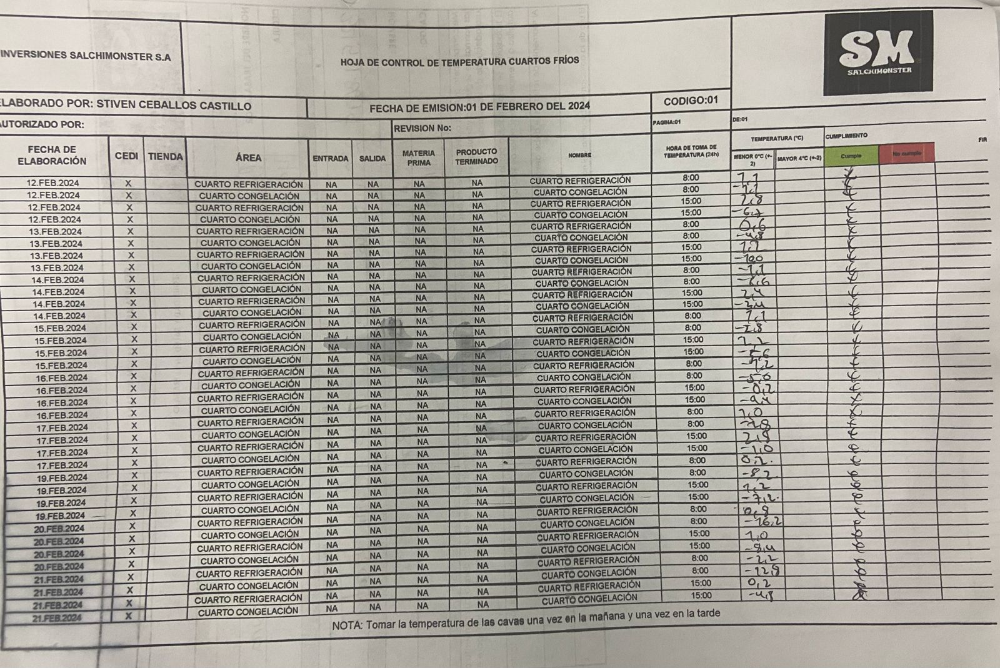 INVERSIONES SALCHIMONSTER S.A
HOJA DE CONTROL DE TEMPERATURA CUARTOS FRÍOS
SM
SALCHIMONSTER
ELABORADO POR: STIVEN CEBALLOS CASTILLO FECHA DE EMISION:01 DE FEBRERO DEL 2024 CODIGO:01
AUTORIZADO POR: REVISION No: PAGINA:01 DE:01
FECHA DE ELABORACIÓN CEDI TIENDA ÁREA ENTRADA SALIDA MATERIA PRIMA PRODUCTO TERMINADO NOMBRE HORA DE TOMA DE TEMPERATURA (24h) TEMPERATURA (°C) MENOR 0°C (+-2) MAYOR 4°C (+-2) CUMPLIMIENTO Cumple No cumple FIR
12.FEB.2024 X CUARTO REFRIGERACIÓN NA NA NA NA CUARTO REFRIGERACIÓN 8:00 1,1 X
12.FEB.2024 X CUARTO CONGELACIÓN NA NA NA NA CUARTO CONGELACIÓN 8:00 X
12.FEB.2024 X CUARTO REFRIGERACIÓN NA NA NA NA CUARTO REFRIGERACIÓN 15:00 2,8 X
12.FEB.2024 X CUARTO CONGELACIÓN NA NA NA NA CUARTO CONGELACIÓN 15:00 X
13.FEB.2024 X CUARTO REFRIGERACIÓN NA NA NA NA CUARTO REFRIGERACIÓN 8:00 0,6 X
13.FEB.2024 X CUARTO CONGELACIÓN NA NA NA NA CUARTO CONGELACIÓN 8:00 -4,8 X
13.FEB.2024 X CUARTO REFRIGERACIÓN NA NA NA NA CUARTO REFRIGERACIÓN 15:00 X
13.FEB.2024 X CUARTO CONGELACIÓN NA NA NA NA CUARTO CONGELACIÓN 15:00 -10,0 X
14.FEB.2024 X CUARTO REFRIGERACIÓN NA NA NA NA CUARTO REFRIGERACIÓN 8:00 -1,1 X
14.FEB.2024 X CUARTO CONGELACIÓN NA NA NA NA CUARTO CONGELACIÓN 8:00 X
14.FEB.2024 X CUARTO REFRIGERACIÓN NA NA NA NA CUARTO REFRIGERACIÓN 15:00 2,4 X
14.FEB.2024 X CUARTO CONGELACIÓN NA NA NA NA CUARTO CONGELACIÓN 15:00 X
15.FEB.2024 X CUARTO REFRIGERACIÓN NA NA NA NA CUARTO REFRIGERACIÓN 8:00 1,1 X
15.FEB.2024 X CUARTO CONGELACIÓN NA NA NA NA CUARTO CONGELACIÓN 8:00 X
15.FEB.2024 X CUARTO REFRIGERACIÓN NA NA NA NA CUARTO REFRIGERACIÓN 15:00 X
15.FEB.2024 X CUARTO CONGELACIÓN NA NA NA NA CUARTO CONGELACIÓN 15:00 X
16.FEB.2024 X CUARTO REFRIGERACIÓN NA NA NA NA CUARTO REFRIGERACIÓN 8:00 -1,2 X
16.FEB.2024 X CUARTO CONGELACIÓN NA NA NA NA CUARTO CONGELACIÓN 8:00 -5,0 X
16.FEB.2024 X CUARTO REFRIGERACIÓN NA NA NA NA CUARTO REFRIGERACIÓN 15:00 -0,2 X
16.FEB.2024 X CUARTO CONGELACIÓN NA NA NA NA CUARTO CONGELACIÓN 15:00 -9,4 X
17.FEB.2024 X CUARTO REFRIGERACIÓN NA NA NA NA CUARTO REFRIGERACIÓN 8:00 1,0 X
17.FEB.2024 X CUARTO CONGELACIÓN NA NA NA NA CUARTO CONGELACIÓN 8:00 X
17.FEB.2024 X CUARTO REFRIGERACIÓN NA NA NA NA CUARTO REFRIGERACIÓN 15:00 2,8 X
17.FEB.2024 X CUARTO CONGELACIÓN NA NA NA NA CUARTO CONGELACIÓN 15:00 -1,0 X
19.FEB.2024 X CUARTO REFRIGERACIÓN NA NA NA NA CUARTO REFRIGERACIÓN 8:00 0,2 X
19.FEB.2024 X CUARTO CONGELACIÓN NA NA NA NA CUARTO CONGELACIÓN 8:00 -8,2 X
19.FEB.2024 X CUARTO REFRIGERACIÓN NA NA NA NA CUARTO REFRIGERACIÓN 15:00 1,2 X
19.FEB.2024 X CUARTO CONGELACIÓN NA NA NA NA CUARTO CONGELACIÓN 15:00 -7,2 X
20.FEB.2024 X CUARTO REFRIGERACIÓN NA NA NA NA CUARTO REFRIGERACIÓN 8:00 0,8 X
20.FEB.2024 X CUARTO CONGELACIÓN NA NA NA NA CUARTO CONGELACIÓN 8:00 -16,2 X
20.FEB.2024 X CUARTO REFRIGERACIÓN NA NA NA NA CUARTO REFRIGERACIÓN 15:00 1,0 X
20.FEB.2024 X CUARTO CONGELACIÓN NA NA NA NA CUARTO CONGELACIÓN 15:00 -8,4 X
21.FEB.2024 X CUARTO REFRIGERACIÓN NA NA NA NA CUARTO REFRIGERACIÓN 8:00 -2,2 X
21.FEB.2024 X CUARTO CONGELACIÓN NA NA NA NA CUARTO CONGELACIÓN 8:00 -12,8 X
21.FEB.2024 X CUARTO REFRIGERACIÓN NA NA NA NA CUARTO REFRIGERACIÓN 15:00 0,2 X
21.FEB.2024 X CUARTO CONGELACIÓN NA NA NA NA CUARTO CONGELACIÓN 15:00 -4,8 X
NOTA: Tomar la temperatura de las cavas una vez en la mañana y una vez en la tarde